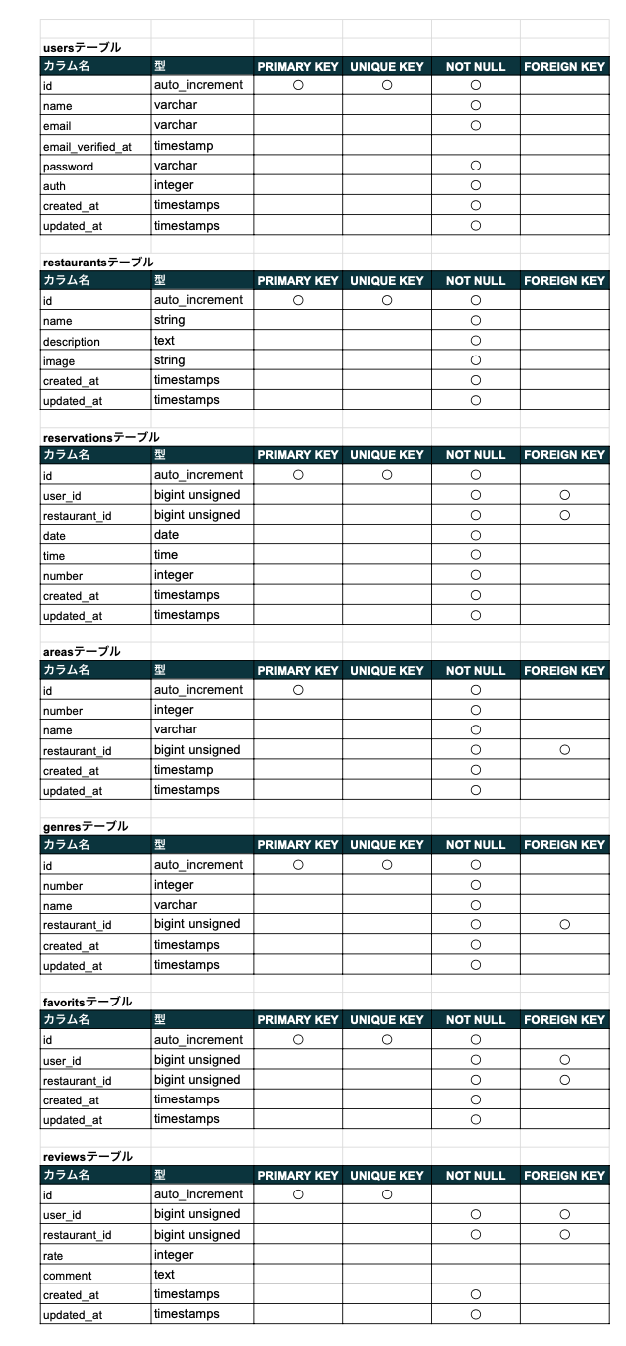 usersテーブル
カラム名 型 PRIMARY KEY UNIQUE KEY NOT NULL FOREIGN KEY
id auto_increment ○ ○ ○
name varchar ○
email varchar ○
email_verified_at timestamp
password varchar ○
auth integer ○
created_at timestamps ○
updated_at timestamps ○
restaurantsテーブル
カラム名 型 PRIMARY KEY UNIQUE KEY NOT NULL FOREIGN KEY
id auto_increment ○ ○ ○
name string ○
description text ○
image string ○
created_at timestamps ○
updated_at timestamps ○
reservationsテーブル
カラム名 型 PRIMARY KEY UNIQUE KEY NOT NULL FOREIGN KEY
id auto_increment ○ ○ ○
user_id bigint unsigned ○ ○
restaurant_id bigint unsigned ○ ○
date date ○
time time ○
number integer ○
created_at timestamps ○
updated_at timestamps ○
areasテーブル
カラム名 型 PRIMARY KEY UNIQUE KEY NOT NULL FOREIGN KEY
id auto_increment ○ ○
number integer ○
name varchar ○
restaurant_id bigint unsigned ○ ○
created_at timestamp ○
updated_at timestamps ○
genresテーブル
カラム名 型 PRIMARY KEY UNIQUE KEY NOT NULL FOREIGN KEY
id auto_increment ○ ○ ○
number integer ○
name varchar ○
restaurant_id bigint unsigned ○ ○
created_at timestamps ○
updated_at timestamps ○
favoritsテーブル
カラム名 型 PRIMARY KEY UNIQUE KEY NOT NULL FOREIGN KEY
id auto_increment ○ ○ ○
user_id bigint unsigned ○ ○
restaurant_id bigint unsigned ○ ○
created_at timestamps ○
updated_at timestamps ○
reviewsテーブル
カラム名 型 PRIMARY KEY UNIQUE KEY NOT NULL FOREIGN KEY
id auto_increment ○ ○
user_id bigint unsigned ○ ○
restaurant_id bigint unsigned ○ ○
rate integer
comment text
created_at timestamps ○
updated_at timestamps ○